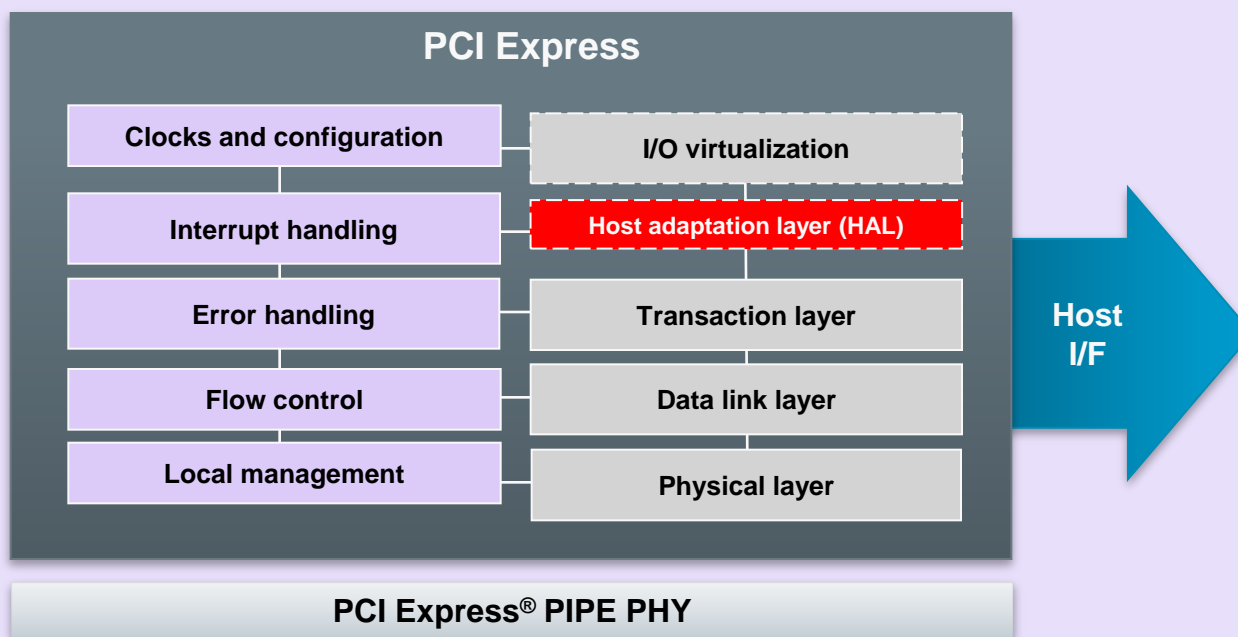 PCI Express
Clocks and configuration
I/O virtualization
Interrupt handling
Host adaptation layer (HAL)
Error handling
Transaction layer
Flow control
Data link layer
Local management
Physical layer
Host
I/F
PCI Express® PIPE PHY